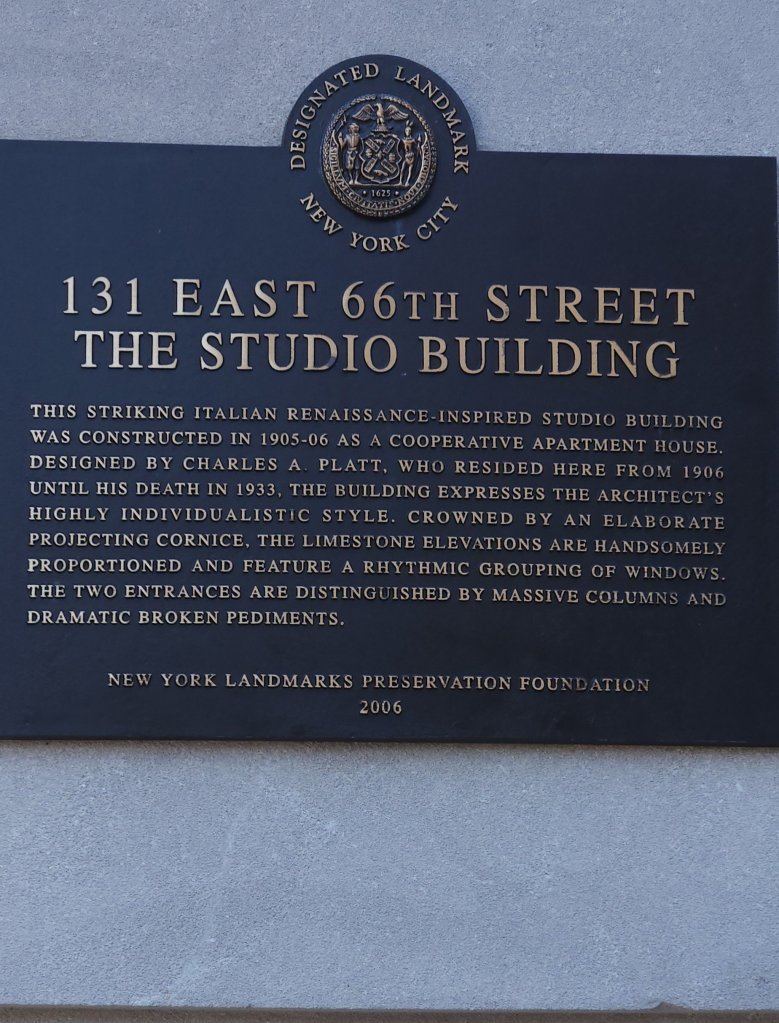 DESIGNATED LANDMARK
1625
NEW YORK CITY
131 EAST 66TH STREET
THE STUDIO BUILDING
THIS STRIKING ITALIAN RENAISSANCE-INSPIRED STUDIO BUILDING
WAS CONSTRUCTED IN 1905-06 AS A COOPERATIVE APARTMENT HOUSE.
DESIGNED BY CHARLES A. PLATT, WHO RESIDED HERE FROM 1906
UNTIL HIS DEATH IN 1933, THE BUILDING EXPRESSES THE ARCHITECT'S
HIGHLY INDIVIDUALISTIC STYLE. CROWNED BY AN ELABORATE
PROJECTING CORNICE, THE LIMESTONE ELEVATIONS ARE HANDSOMELY
PROPORTIONED AND FEATURE A RHYTHMIC GROUPING OF WINDOWS.
THE TWO ENTRANCES ARE DISTINGUISHED BY MASSIVE COLUMNS AND
DRAMATIC BROKEN PEDIMENTS.
NEW YORK LANDMARKS PRESERVATION FOUNDATION
2006